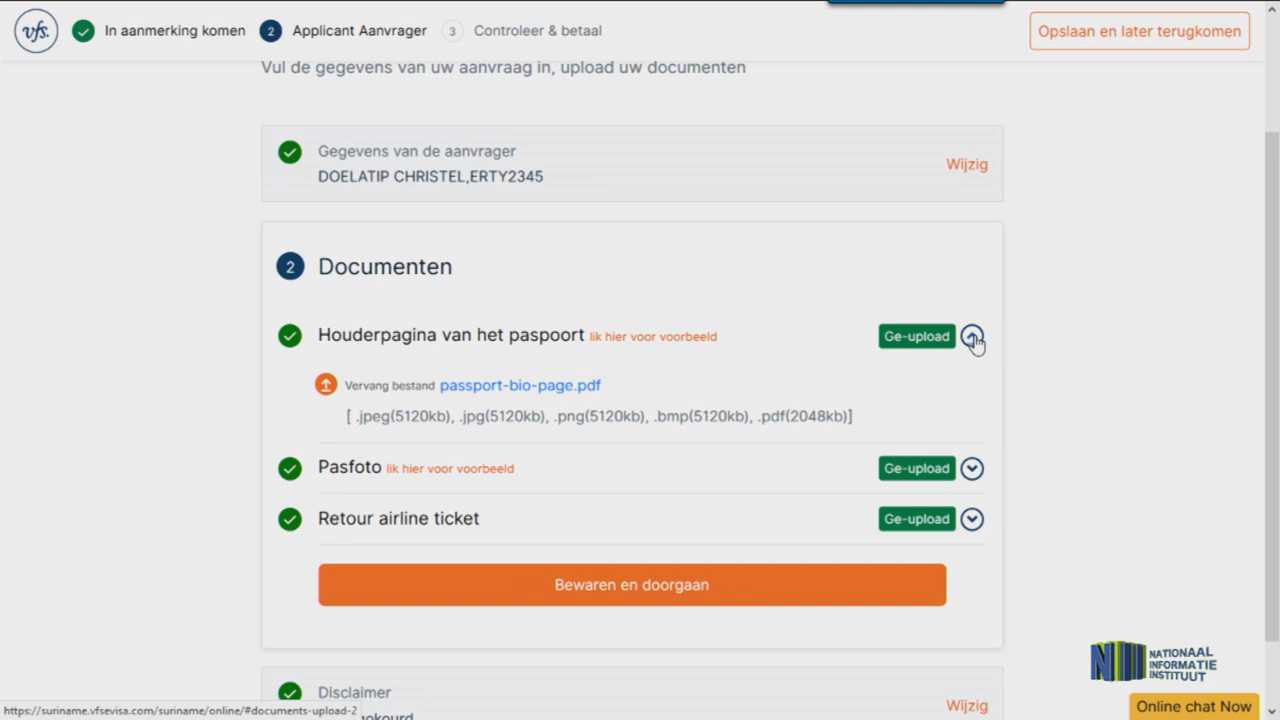 vfs.
In aanmerking komen
2
Applicant Aanvrager
3
Controleer & betaal
Opslaan en later terugkomen
Vul de gegevens van uw aanvraag in, upload uw documenten
Gegevens van de aanvrager
DOELATIP CHRISTEL,ERTY2345
Wijzig
2
Documenten
Houderpagina van het paspoort lik hier voor voorbeeld
Ge-upload
Vervang bestand passport-bio-page.pdf
[ .jpeg(5120kb), .jpg(5120kb), .png(5120kb), .bmp(5120kb), .pdf(2048kb)]
Pasfoto lik hier voor voorbeeld
Ge-upload
Retour airline ticket
Ge-upload
Bewaren en doorgaan
NATIONAAL
INFORMATIE
INSTITUUT
Disclaimer
Wijzig
Online chat Now
https://suriname.vfsevisa.com/suriname/online/#documents-upload-2